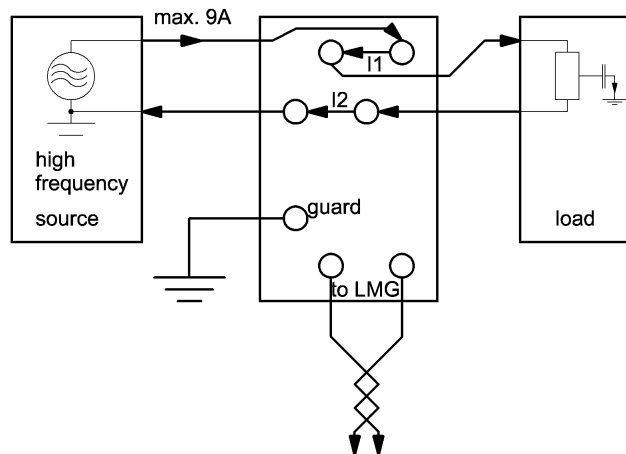 max. 9A
I1
I2
high
frequency
source
guard
load
to LMG